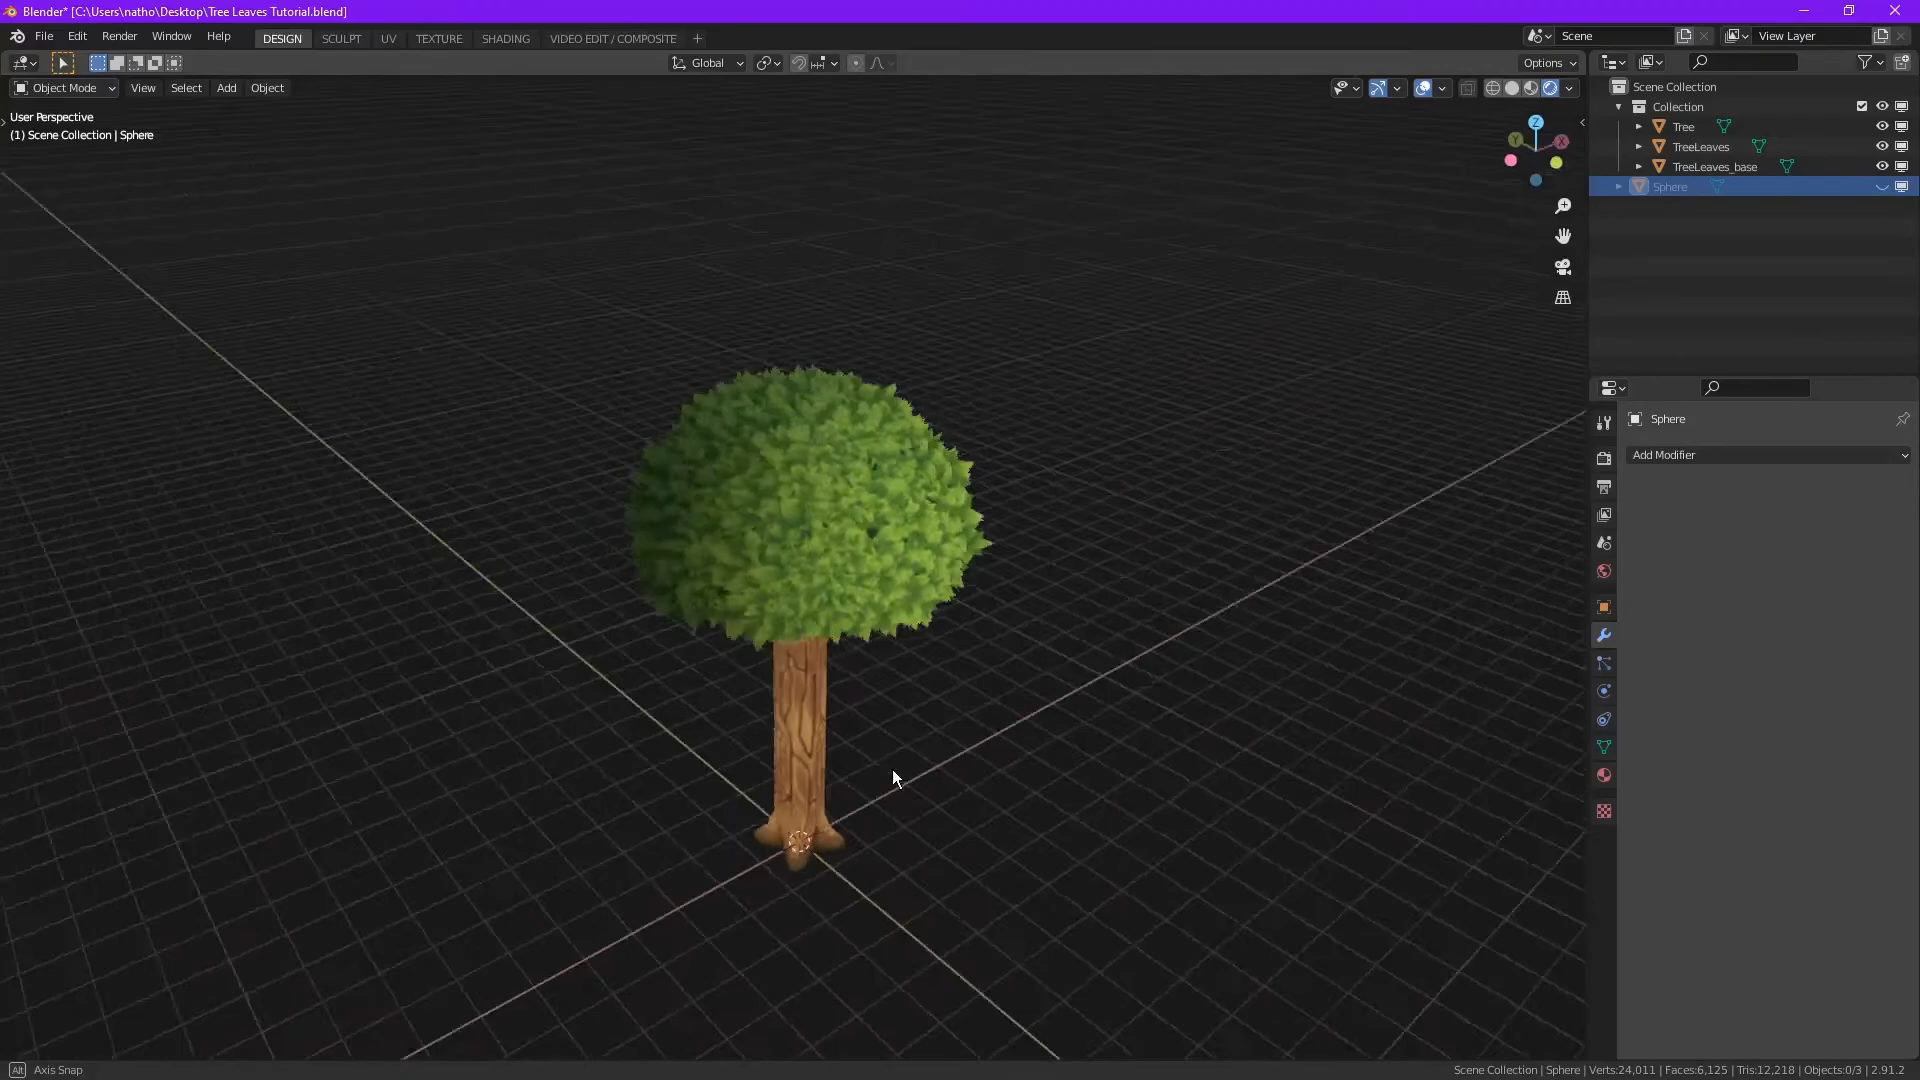 Blender* [C:\Users\natho\Desktop\Tree Leaves Tutorial.blend]
File Edit Render Window Help DESIGN SCULPT UV TEXTURE SHADING VIDEO EDIT / COMPOSITE + Scene View Layer
Global Options
Object Mode View Select Add Object
User Perspective
(1) Scene Collection | Sphere
Z
Y X
Scene Collection
Collection
Tree
TreeLeaves
TreeLeaves_base
Sphere
Sphere
Add Modifier
Alt Axis Snap
Scene Collection | Sphere | Verts:24,011 | Faces:6,125 | Tris:12,218 | Objects:0/3 | 2.91.2